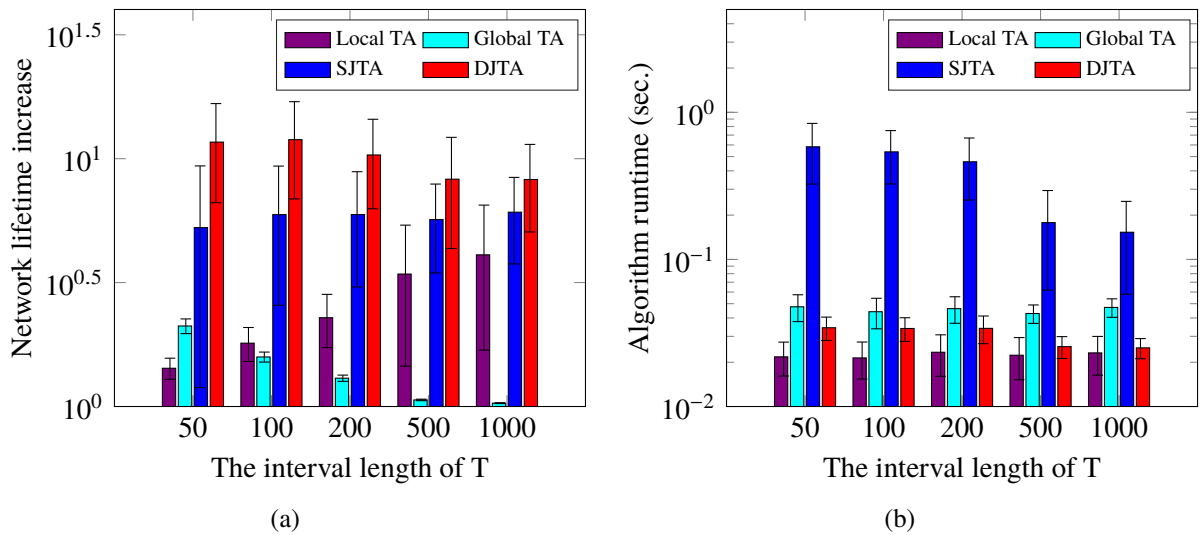 Network lifetime increase
10^1.5
10^1
10^0.5
10^0
Local TA Global TA
SJTA DJTA
50 100 200 500 1000
The interval length of T
(a)
Algorithm runtime (sec.)
10^0
10^−1
10^−2
Local TA Global TA
SJTA DJTA
50 100 200 500 1000
The interval length of T
(b)